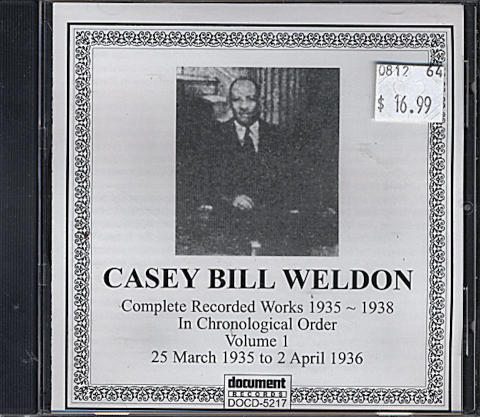 0812 64
$ 16.99
CASEY BILL WELDON
Complete Recorded Works 1935 ~ 1938
In Chronological Order
Volume 1
25 March 1935 to 2 April 1936
document
RECORDS
DOCD-5217